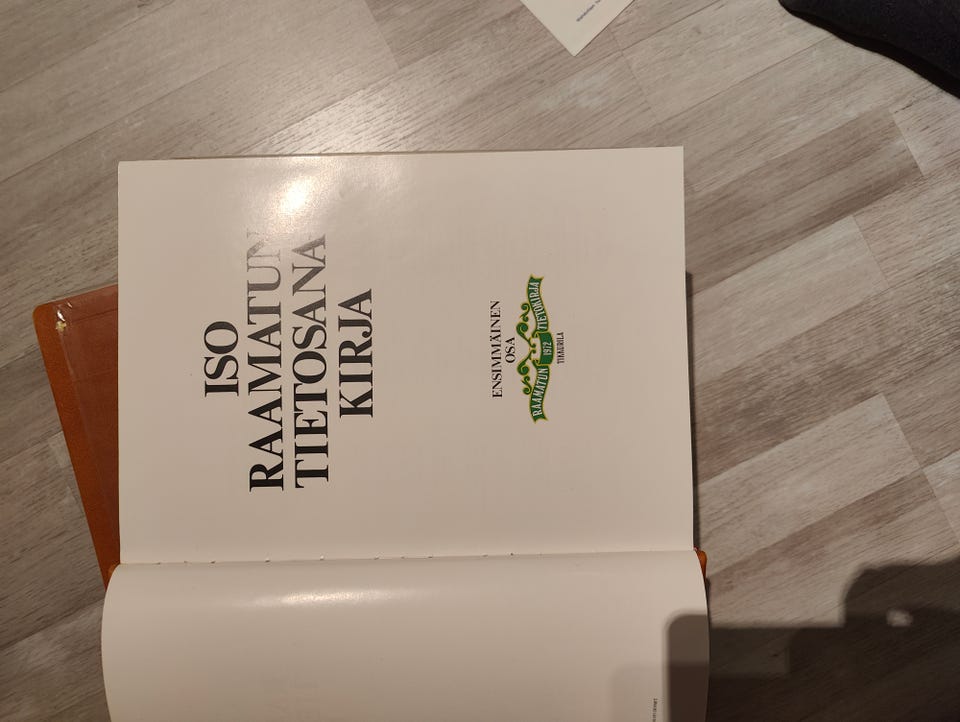 ISO
RAAMATUN
TIETOSANA
KIRJA
ENSIMMÄINEN
OSA
RAAMATUN 1972 TIETOKIRJA
TIKKURILA